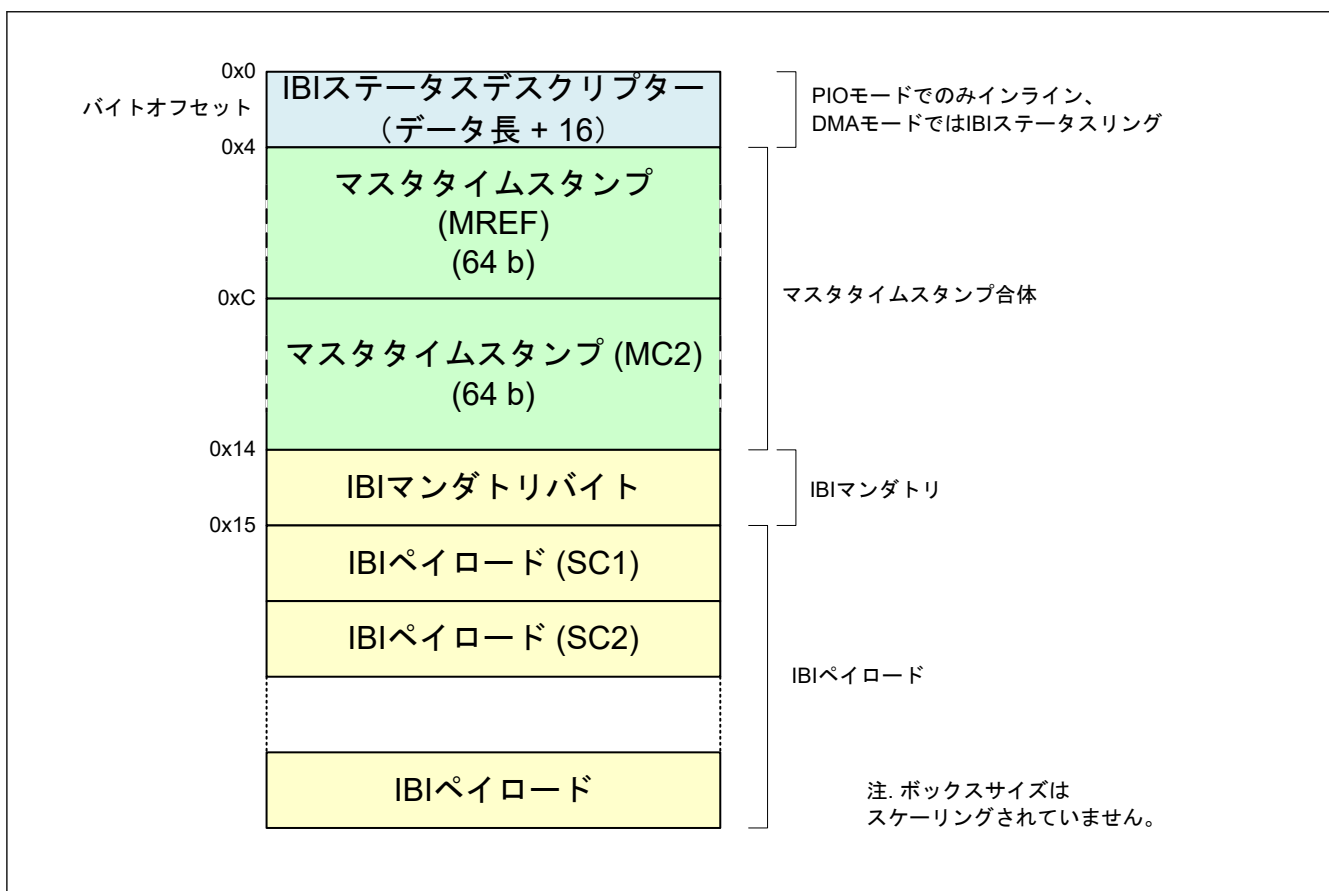 0x0
バイトオフセット
IBIステータスデスクリプター
（データ長 + 16）
PIOモードでのみインライン、
DMAモードではIBIステータスリング
0x4
マスタタイムスタンプ
(MREF)
(64 b)
0xC
マスタタイムスタンプ合体
マスタタイムスタンプ (MC2)
(64 b)
0x14
IBIマンダトリバイト
IBIマンダトリ
0x15
IBIペイロード (SC1)
IBIペイロード (SC2)
IBIペイロード
IBIペイロード
注. ボックスサイズは
スケーリングされていません。